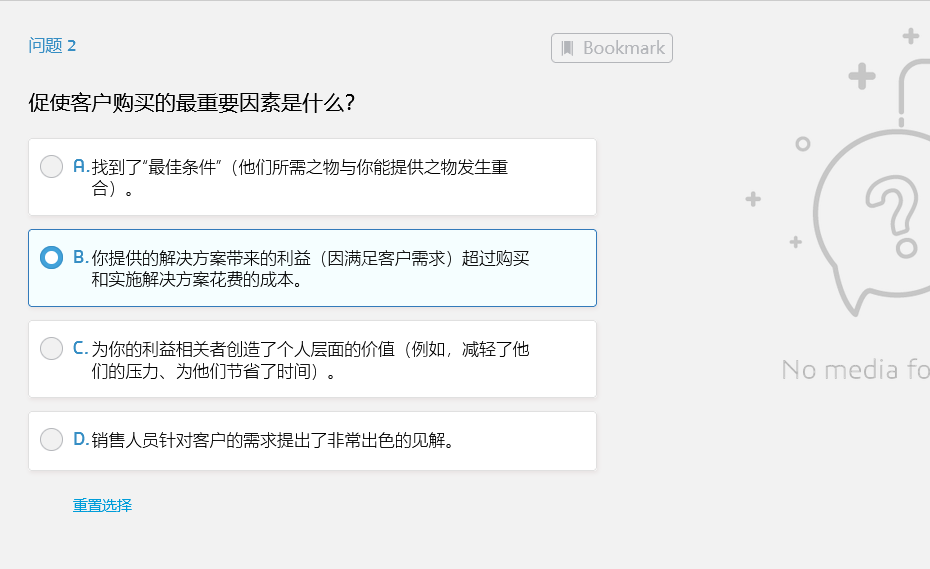 问题 2
Bookmark
促使客户购买的最重要因素是什么？
A.找到了“最佳条件”（他们所需之物与你能提供之物发生重
合）。
B.你提供的解决方案带来的利益（因满足客户需求）超过购买
和实施解决方案花费的成本。
C.为你的利益相关者创造了个人层面的价值（例如，减轻了他
们的压力、为他们节省了时间）。
D.销售人员针对客户的需求提出了非常出色的见解。
重置选择
No media fo